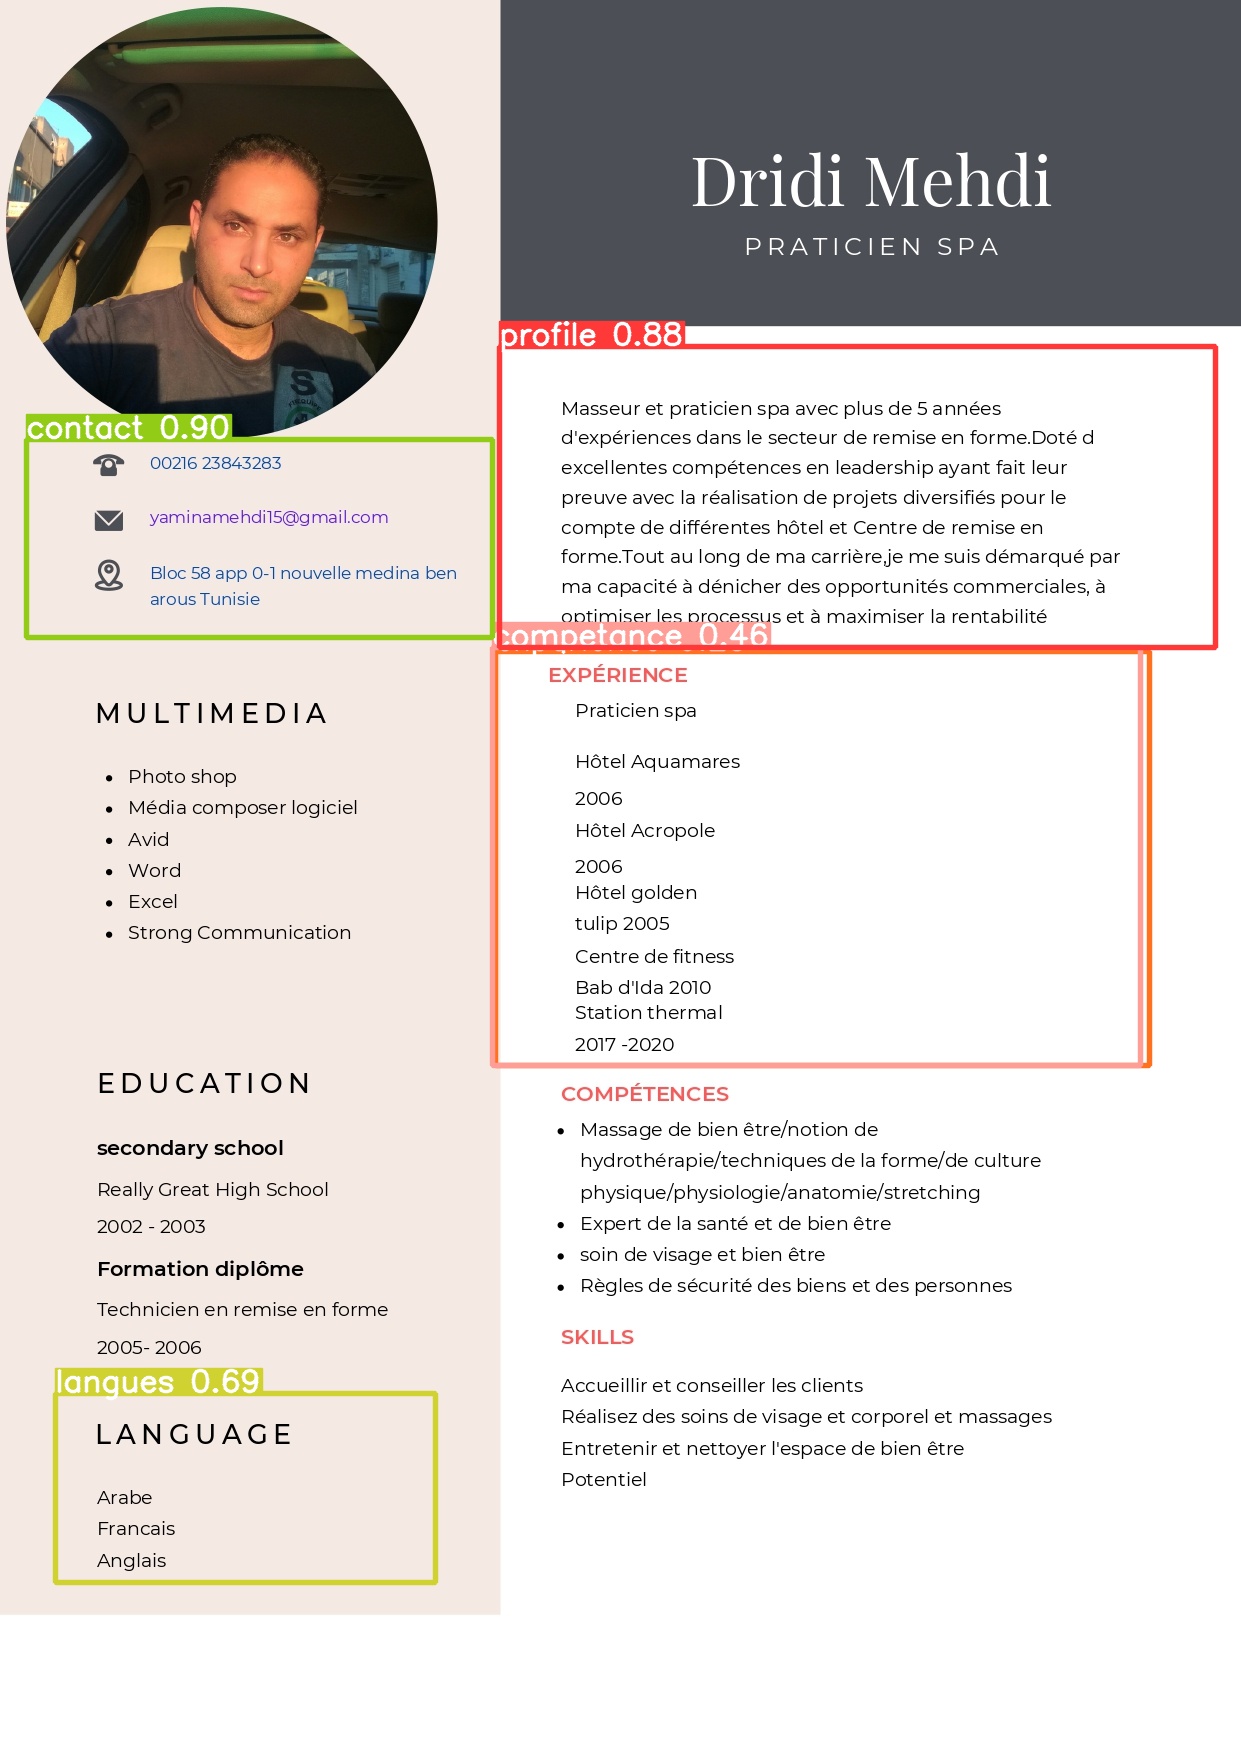 Dridi Mehdi
PRATICIEN SPA
contact 0.90
00216 23843283
yaminamehdi15@gmail.com
Bloc 58 app 0-1 nouvelle medina ben
arous Tunisie
MULTIMEDIA
Photo shop
Média composer logiciel
Avid
Word
Excel
Strong Communication
EDUCATION
secondary school
Really Great High School
2002 - 2003
Formation diplôme
Technicien en remise en forme
2005- 2006
langues 0.69
LANGUAGE
Arabe
Francais
Anglais
profile 0.88
Masseur et praticien spa avec plus de 5 années
d'expériences dans le secteur de remise en forme.Doté d
excellentes compétences en leadership ayant fait leur
preuve avec la réalisation de projets diversifiés pour le
compte de différentes hôtel et Centre de remise en
forme.Tout au long de ma carrière,je me suis démarqué par
ma capacité à dénicher des opportunités commerciales, à
optimiser les processus et à maximiser la rentabilité
competance 0.46
EXPÉRIENCE
Praticien spa
Hôtel Aquamares
2006
Hôtel Acropole
2006
Hôtel golden
tulip 2005
Centre de fitness
Bab d'Ida 2010
Station thermal
2017 -2020
COMPÉTENCES
Massage de bien être/notion de
hydrothérapie/techniques de la forme/de culture
physique/physiologie/anatomie/stretching
Expert de la santé et de bien être
soin de visage et bien être
Règles de sécurité des biens et des personnes
SKILLS
Accueillir et conseiller les clients
Réalisez des soins de visage et corporel et massages
Entretenir et nettoyer l'espace de bien être
Potentiel